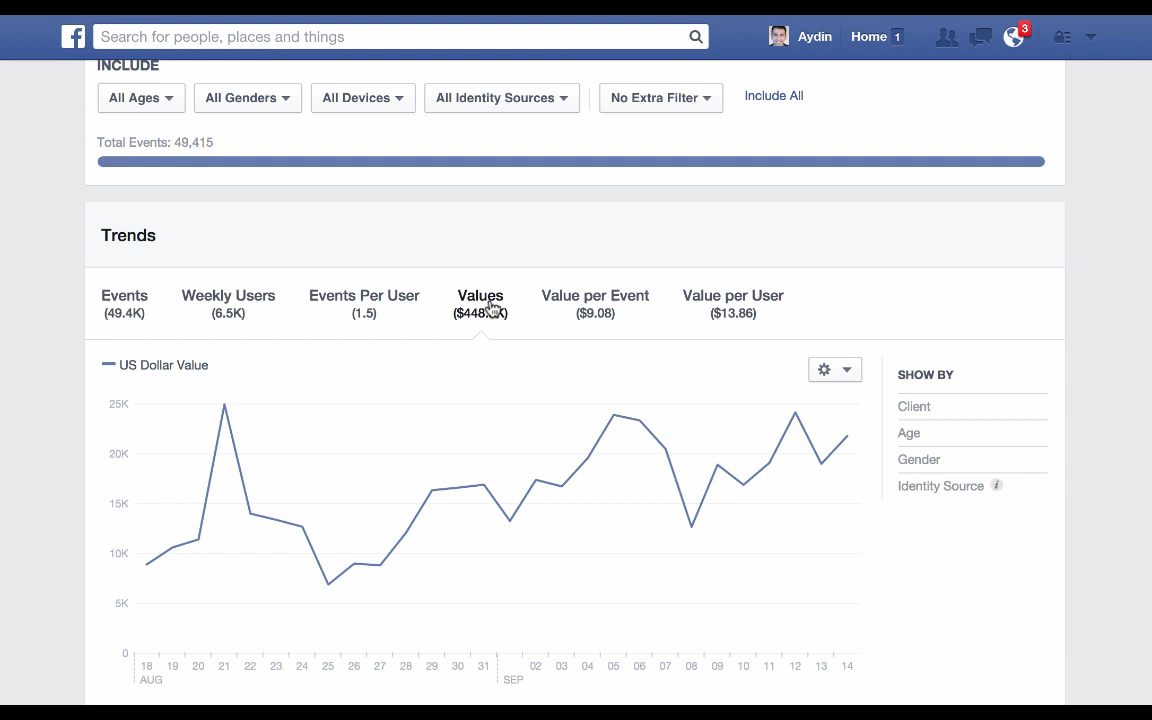 f
Search for people, places and things
Aydin
Home 1
3
INCLUDE
All Ages
All Genders
All Devices
All Identity Sources
No Extra Filter
Include All
Total Events: 49,415
Trends
Events
(49.4K)
Weekly Users
(6.5K)
Events Per User
(1.5)
Values
Value per Event
($9.08)
Value per User
($13.86)
US Dollar Value
25K
20K
15K
10K
5K
0
18 19 20 21 22 23 24 25 26 27 28 29 30 31 02 03 04 05 06 07 08 09 10 11 12 13 14
AUG SEP
SHOW BY
Client
Age
Gender
Identity Source i